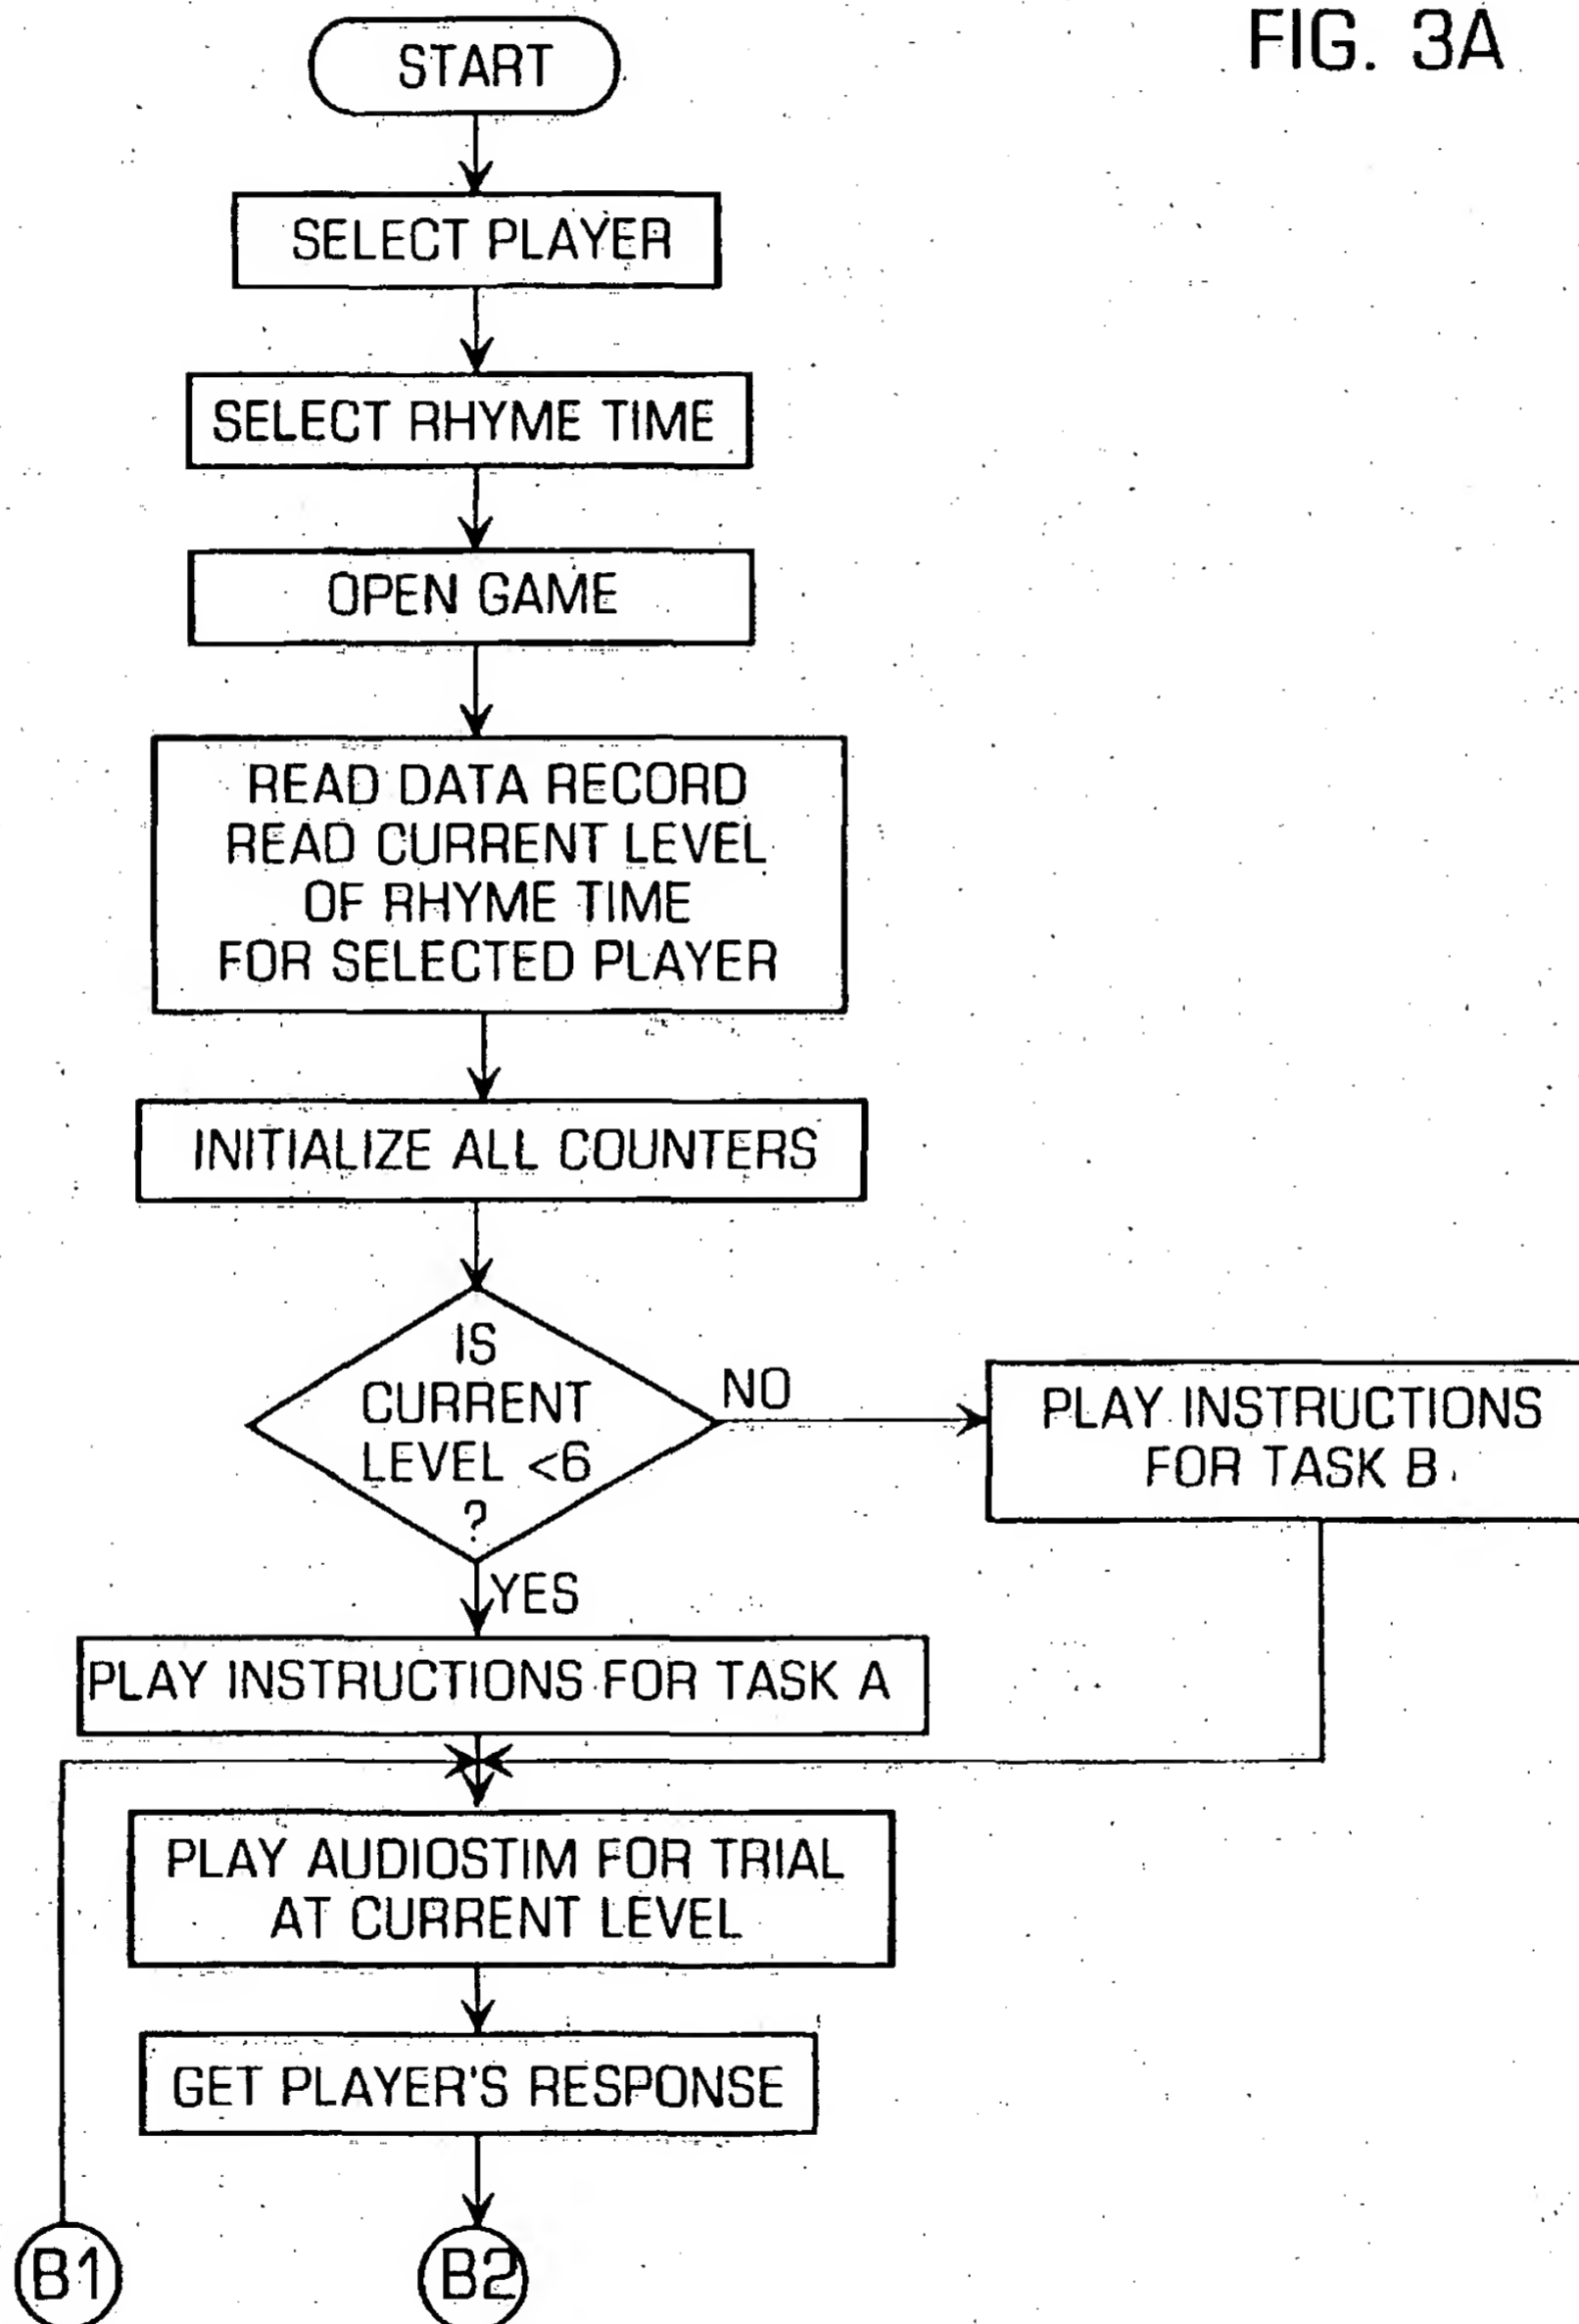 FIG. 3A
START
SELECT PLAYER
SELECT RHYME TIME
OPEN GAME
READ DATA RECORD
READ CURRENT LEVEL
OF RHYME TIME
FOR SELECTED PLAYER
INITIALIZE ALL COUNTERS
IS
CURRENT
LEVEL <6
?
NO
PLAY INSTRUCTIONS
FOR TASK B
YES
PLAY INSTRUCTIONS FOR TASK A
PLAY AUDIOSTIM FOR TRIAL
AT CURRENT LEVEL
GET PLAYER'S RESPONSE
B1
B2